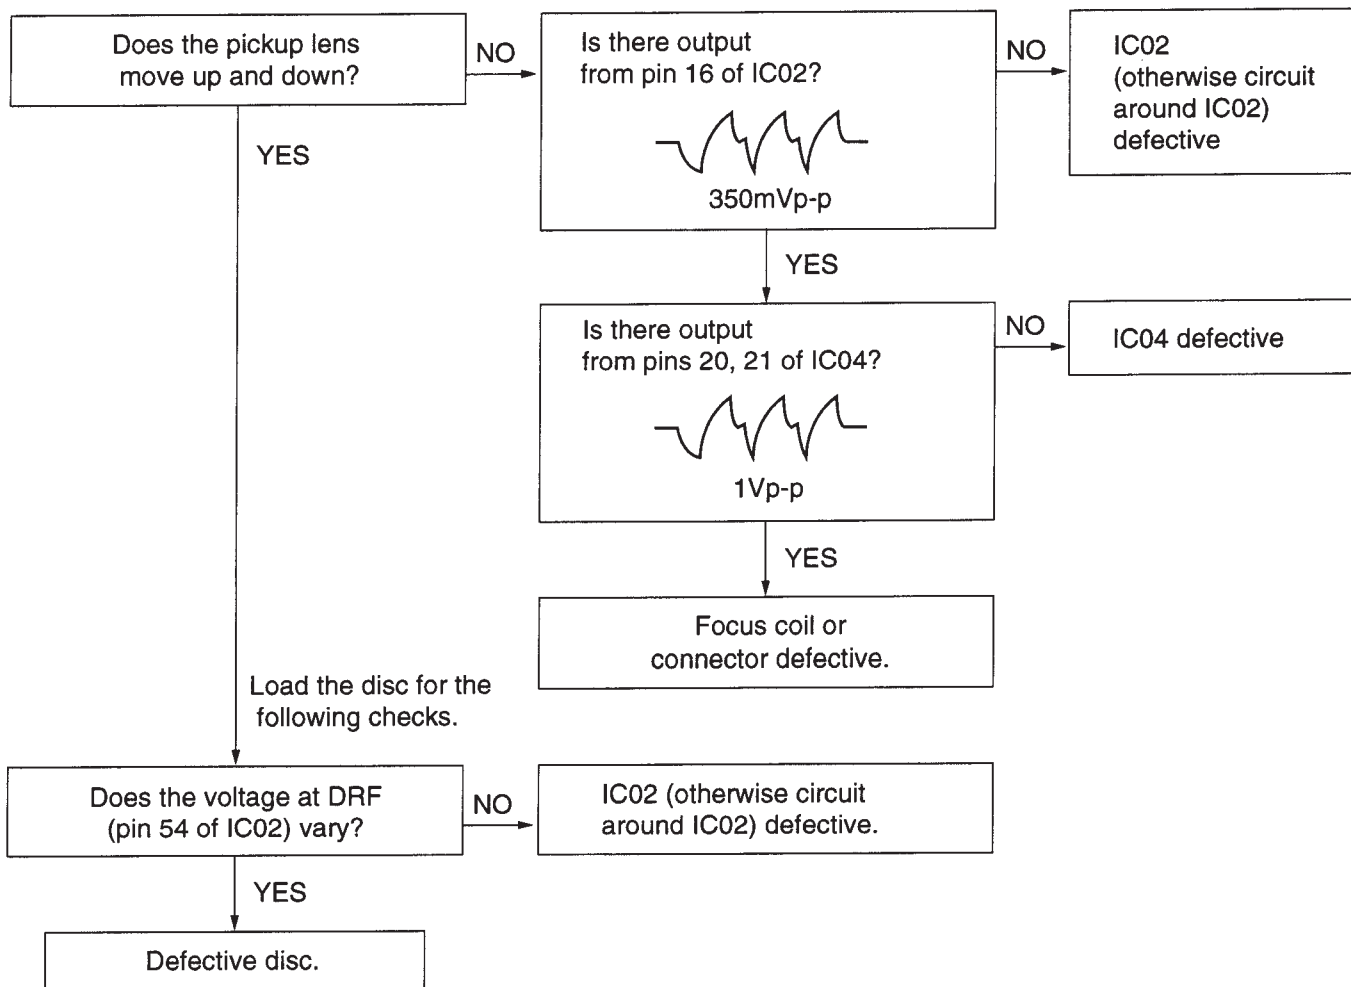 Does the pickup lens
move up and down?
NO
Is there output
from pin 16 of IC02?
350mVp-p
NO
IC02
(otherwise circuit
around IC02)
defective
YES
YES
Is there output
from pins 20, 21 of IC04?
1Vp-p
NO
IC04 defective
YES
Focus coil or
connector defective.
Load the disc for the
following checks.
Does the voltage at DRF
(pin 54 of IC02) vary?
NO
IC02 (otherwise circuit
around IC02) defective.
YES
Defective disc.